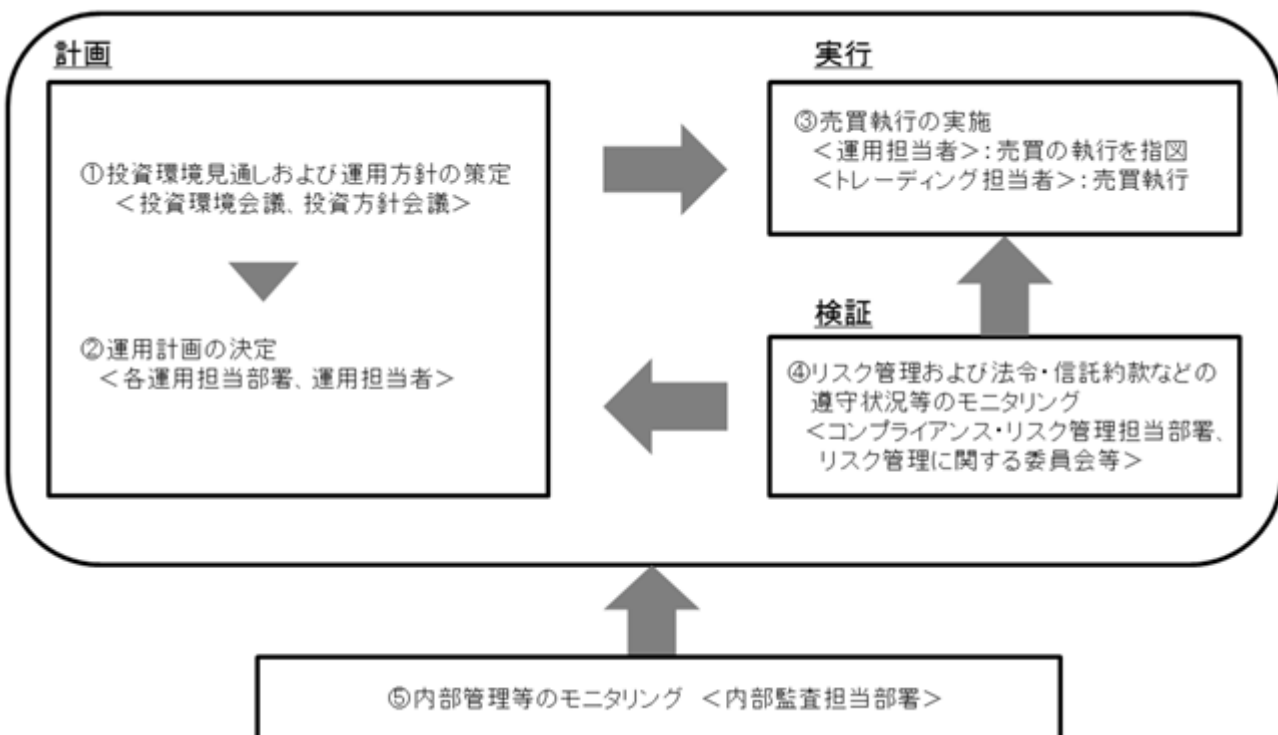 計画
①投資環境見通しおよび運用方針の策定
＜投資環境会議、投資方針会議＞
②運用計画の決定
＜各運用担当部署、運用担当者＞
実行
③売買執行の実施
＜運用担当者＞：売買の執行を指図
＜トレーディング担当者＞：売買執行
検証
④リスク管理および法令・信託約款などの
遵守状況等のモニタリング
＜コンプライアンス・リスク管理担当部署、
リスク管理に関する委員会等＞
⑤内部管理等のモニタリング ＜内部監査担当部署＞